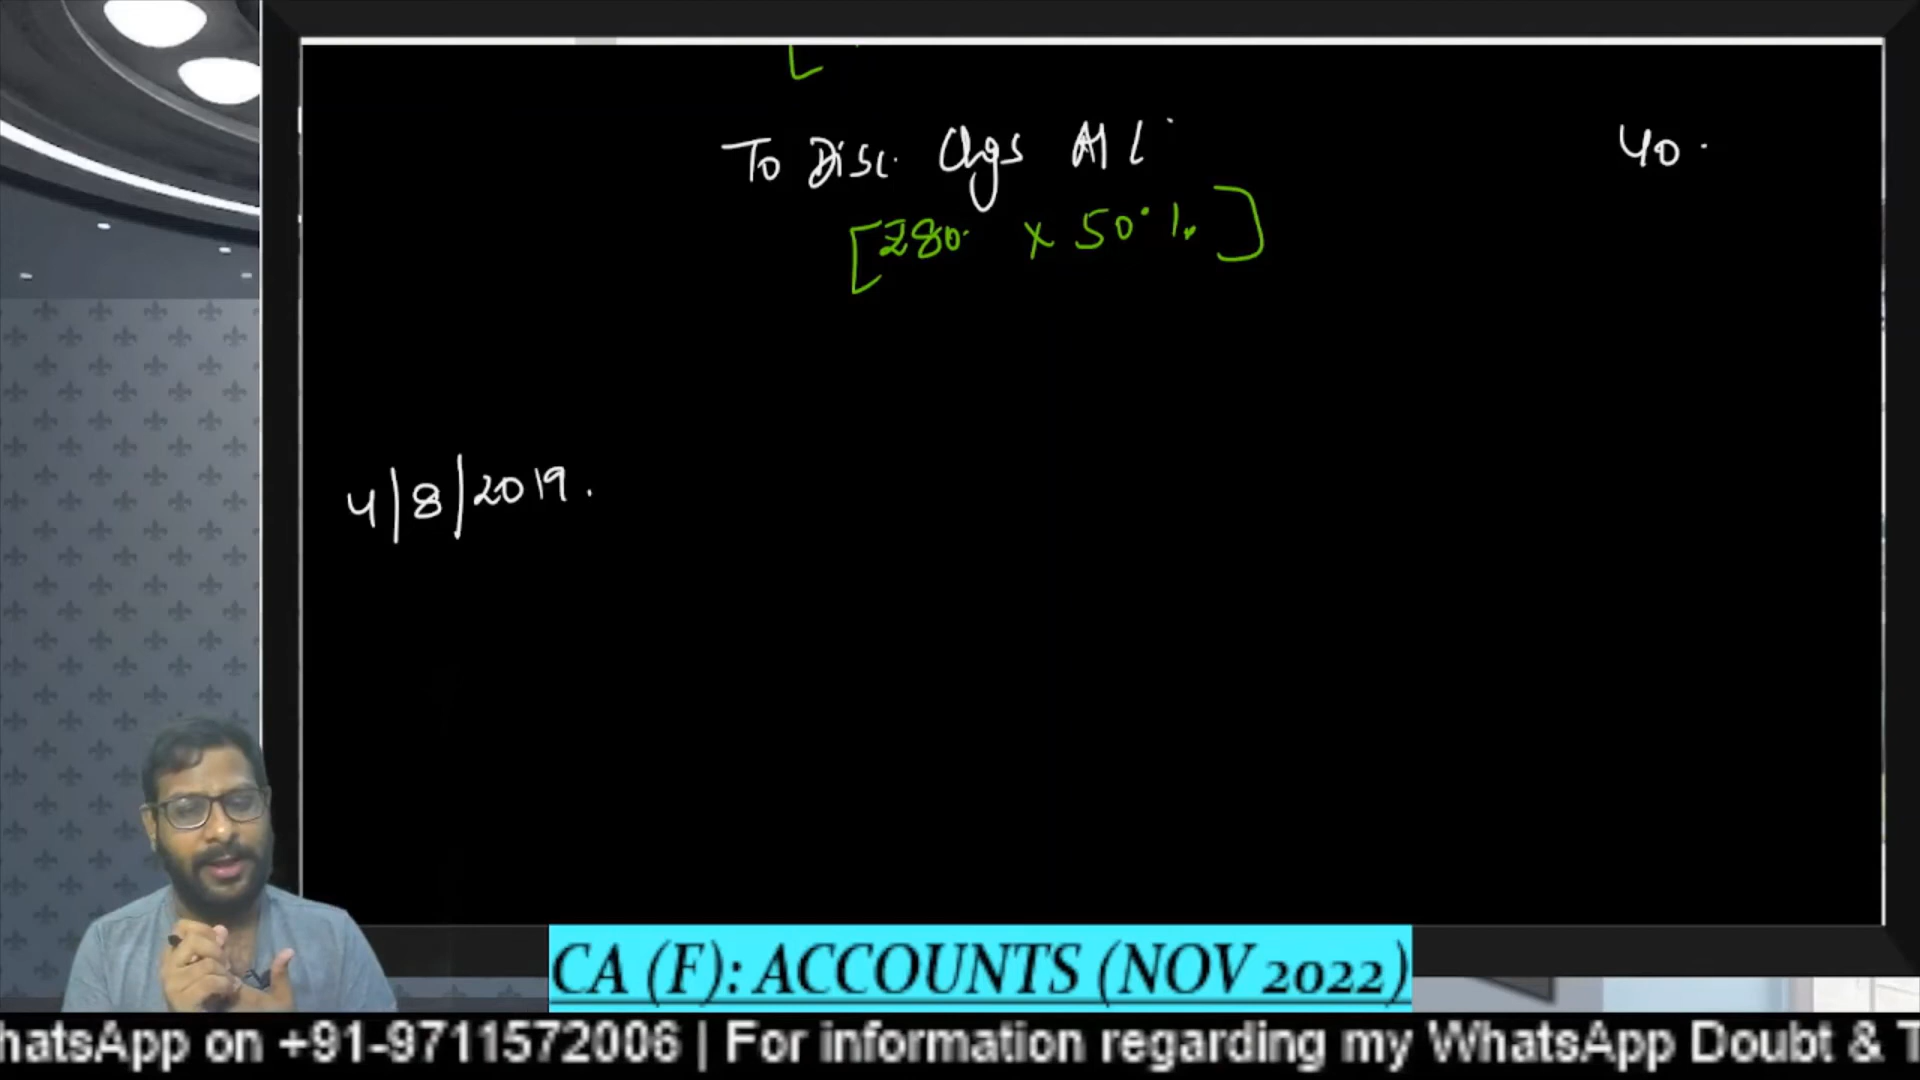 To Disc. Chgs A/c 40.
[₹80. x 50%]
4/8/2019.
CA (F): ACCOUNTS (NOV 2022)
hatsApp on +91-9711572006 | For information regarding my WhatsApp Doubt & T